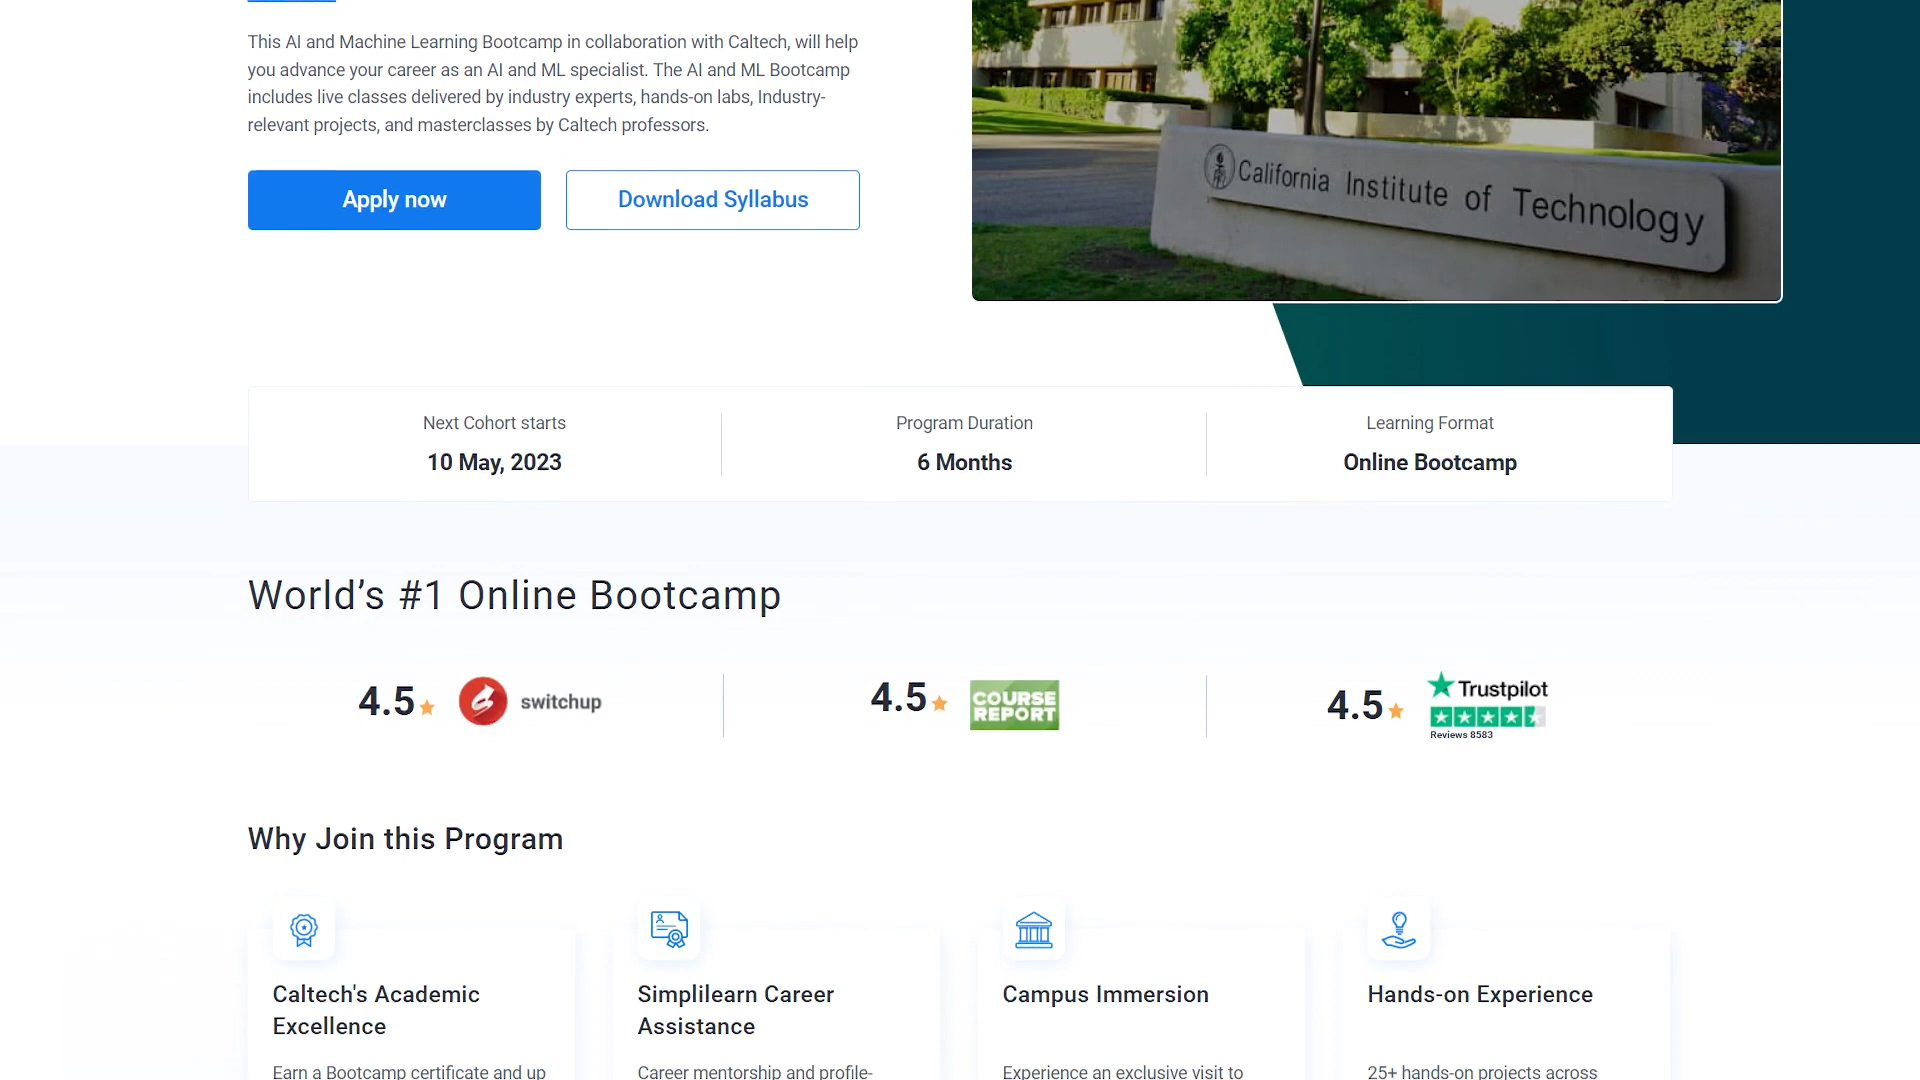 This AI and Machine Learning Bootcamp in collaboration with Caltech, will help
you advance your career as an AI and ML specialist. The AI and ML Bootcamp
includes live classes delivered by industry experts, hands-on labs, Industry-
relevant projects, and masterclasses by Caltech professors.
Apply now
Download Syllabus
California Institute of Technology
Next Cohort starts
10 May, 2023
Program Duration
6 Months
Learning Format
Online Bootcamp
World’s #1 Online Bootcamp
4.5
switchup
4.5
COURSE
REPORT
4.5
Trustpilot
Reviews 8583
Why Join this Program
Caltech's Academic
Excellence
Earn a Bootcamp certificate and up
Simplilearn Career
Assistance
Career mentorship and profile-
Campus Immersion
Experience an exclusive visit to
Hands-on Experience
25+ hands-on projects across